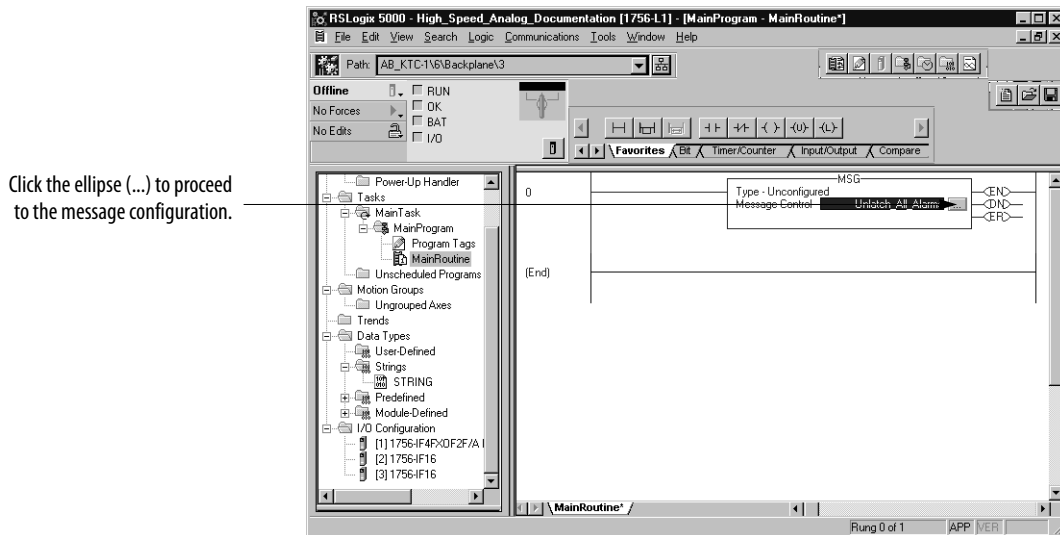 RSLogix 5000 - High_Speed_Analog_Documentation [1756-L1] - [MainProgram - MainRoutine*]
File Edit View Search Logic Communications Tools Window Help
Path: AB_KTC-1\6\Backplane\3
Offline
No Forces
No Edits
RUN
OK
BAT
I/O
Favorites Bit Timer/Counter Input/Output Compare
Click the ellipse (...) to proceed
to the message configuration.
Power-Up Handler
Tasks
MainTask
MainProgram
Program Tags
MainRoutine
Unscheduled Programs
Motion Groups
Ungrouped Axes
Trends
Data Types
User-Defined
Strings
STRING
Predefined
Module-Defined
I/O Configuration
[1] 1756-IF4FXOF2F/A
[2] 1756-IF16
[3] 1756-IF16
0
MSG
Type - Unconfigured
Message Control Unlatch_All_Alarm ...
EN
DN
ER
(End)
MainRoutine*
Rung 0 of 1 APP VER